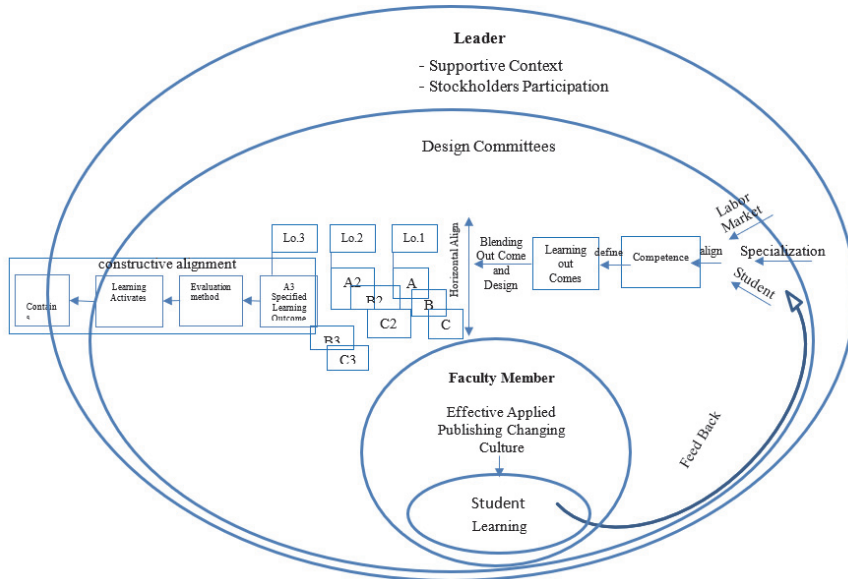 Leader
- Supportive Context
- Stockholders Participation
Design Committees
Labor
Market
Specialization
Student
align
Competence
define
Learning
out
Comes
Blending
Out Come
and
Design
Horizontal Align
Lo.1
A
B
C
Lo.2
A2
B2
C2
Lo.3
constructive alignment
A3
Specified
Learning
Outcome
B3
C3
Evaluation
method
Learning
Activates
Contain
s
Faculty Member
Effective Applied
Publishing Changing
Culture
Student
Learning
Feed Back